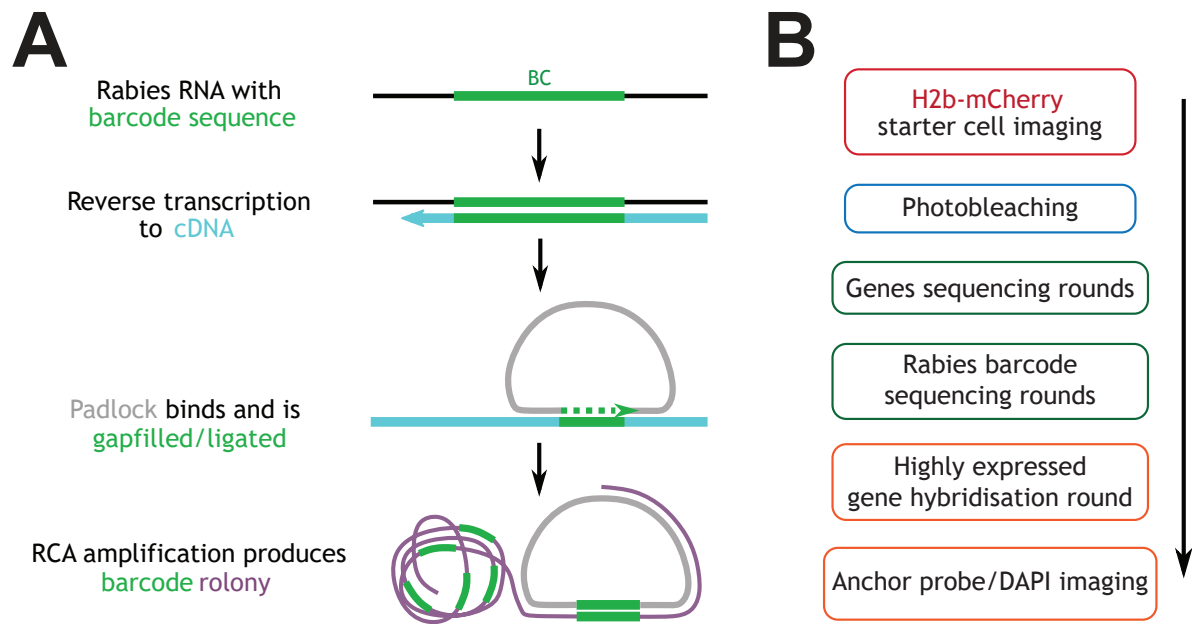 A
Rabies RNA with
barcode sequence
BC
Reverse transcription
to cDNA
Padlock binds and is
gapfilled/ligated
RCA amplification produces
barcode rolony
B
H2b-mCherry
starter cell imaging
Photobleaching
Genes sequencing rounds
Rabies barcode
sequencing rounds
Highly expressed
gene hybridisation round
Anchor probe/DAPI imaging